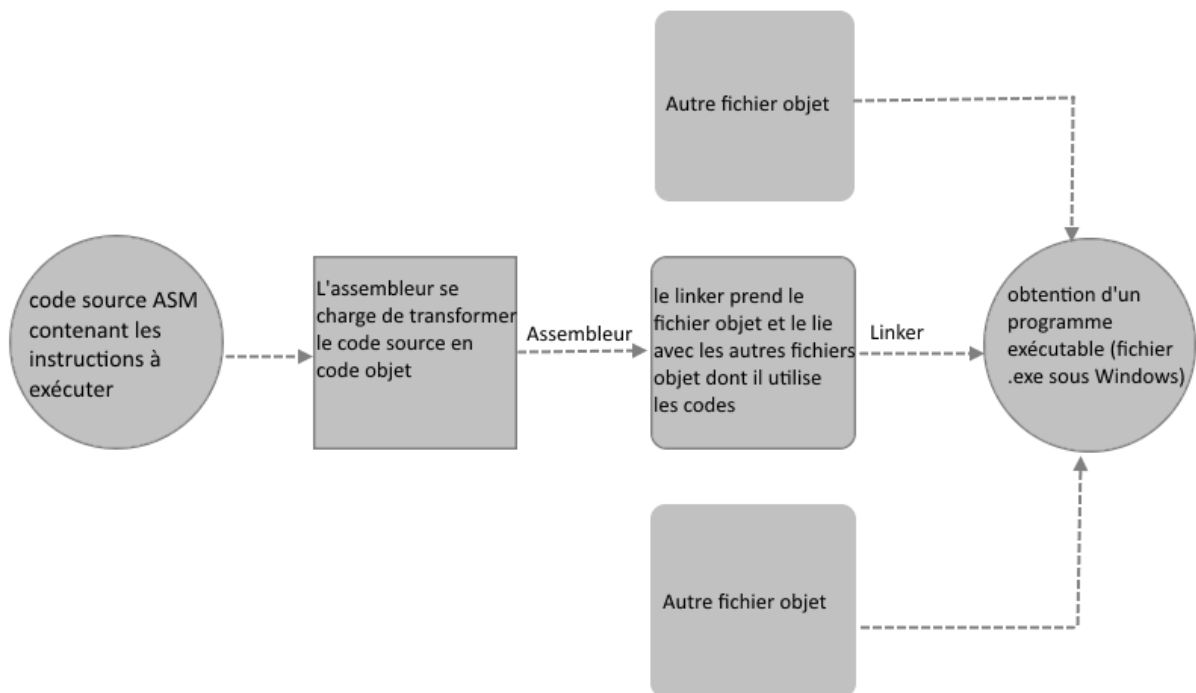 Autre fichier objet
code source ASM
contenant les
instructions à
exécuter
L'assembleur se
charge de transformer
le code source en
code objet
Assembleur
le linker prend le
fichier objet et le lie
avec les autres fichiers
objet dont il utilise
les codes
Linker
obtention d'un
programme
exécutable (fichier
.exe sous Windows)
Autre fichier objet